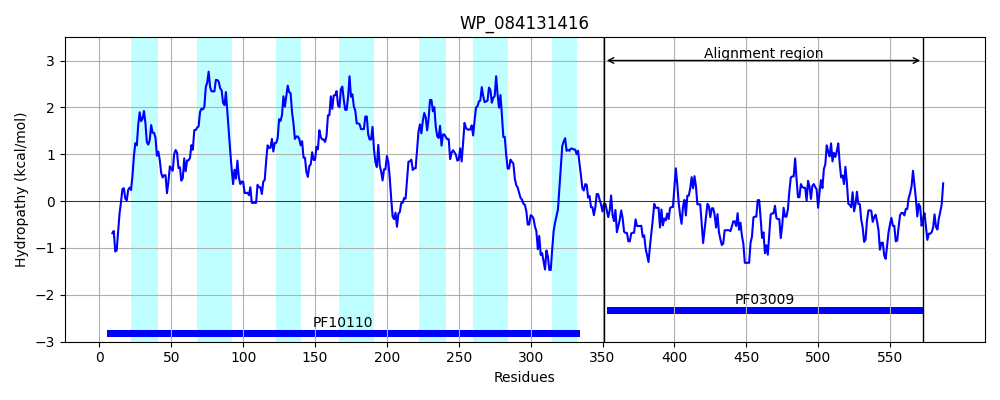 WP_084131416
Alignment region
3
2
1
0
−1
−2
−3
Hydropathy (kcal/mol)
PF03009
PF10110
0 50 100 150 200 250 300 350 400 450 500 550
Residues